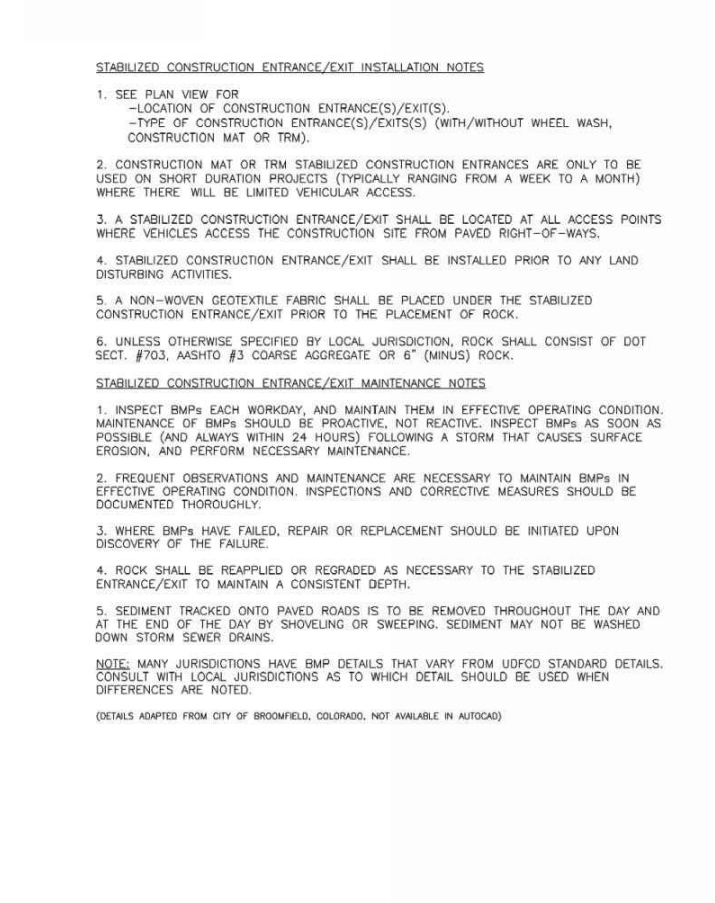 STABILIZED CONSTRUCTION ENTRANCE/EXIT INSTALLATION NOTES
1. SEE PLAN VIEW FOR
-LOCATION OF CONSTRUCTION ENTRANCE(S)/EXIT(S).
-TYPE OF CONSTRUCTION ENTRANCE(S)/EXITS(S) (WITH/WITHOUT WHEEL WASH,
CONSTRUCTION MAT OR TRM).
2. CONSTRUCTION MAT OR TRM STABILIZED CONSTRUCTION ENTRANCES ARE ONLY TO BE
USED ON SHORT DURATION PROJECTS (TYPICALLY RANGING FROM A WEEK TO A MONTH)
WHERE THERE WILL BE LIMITED VEHICULAR ACCESS.
3. A STABILIZED CONSTRUCTION ENTRANCE/EXIT SHALL BE LOCATED AT ALL ACCESS POINTS
WHERE VEHICLES ACCESS THE CONSTRUCTION SITE FROM PAVED RIGHT-OF-WAYS.
4. STABILIZED CONSTRUCTION ENTRANCE/EXIT SHALL BE INSTALLED PRIOR TO ANY LAND
DISTURBING ACTIVITIES.
5. A NON-WOVEN GEOTEXTILE FABRIC SHALL BE PLACED UNDER THE STABILIZED
CONSTRUCTION ENTRANCE/EXIT PRIOR TO THE PLACEMENT OF ROCK.
6. UNLESS OTHERWISE SPECIFIED BY LOCAL JURISDICTION, ROCK SHALL CONSIST OF DOT
SECT. #703, AASHTO #3 COARSE AGGREGATE OR 6" (MINUS) ROCK.
STABILIZED CONSTRUCTION ENTRANCE/EXIT MAINTENANCE NOTES
1. INSPECT BMPs EACH WORKDAY, AND MAINTAIN THEM IN EFFECTIVE OPERATING CONDITION.
MAINTENANCE OF BMPs SHOULD BE PROACTIVE, NOT REACTIVE. INSPECT BMPs AS SOON AS
POSSIBLE (AND ALWAYS WITHIN 24 HOURS) FOLLOWING A STORM THAT CAUSES SURFACE
EROSION, AND PERFORM NECESSARY MAINTENANCE.
2. FREQUENT OBSERVATIONS AND MAINTENANCE ARE NECESSARY TO MAINTAIN BMPs IN
EFFECTIVE OPERATING CONDITION. INSPECTIONS AND CORRECTIVE MEASURES SHOULD BE
DOCUMENTED THOROUGHLY.
3. WHERE BMPs HAVE FAILED, REPAIR OR REPLACEMENT SHOULD BE INITIATED UPON
DISCOVERY OF THE FAILURE.
4. ROCK SHALL BE REAPPLIED OR REGRADED AS NECESSARY TO THE STABILIZED
ENTRANCE/EXIT TO MAINTAIN A CONSISTENT DEPTH.
5. SEDIMENT TRACKED ONTO PAVED ROADS IS TO BE REMOVED THROUGHOUT THE DAY AND
AT THE END OF THE DAY BY SHOVELING OR SWEEPING. SEDIMENT MAY NOT BE WASHED
DOWN STORM SEWER DRAINS.
NOTE: MANY JURISDICTIONS HAVE BMP DETAILS THAT VARY FROM UDFCD STANDARD DETAILS.
CONSULT WITH LOCAL JURISDICTIONS AS TO WHICH DETAIL SHOULD BE USED WHEN
DIFFERENCES ARE NOTED.
(DETAILS ADAPTED FROM CITY OF BROOMFIELD, COLORADO, NOT AVAILABLE IN AUTOCAD)